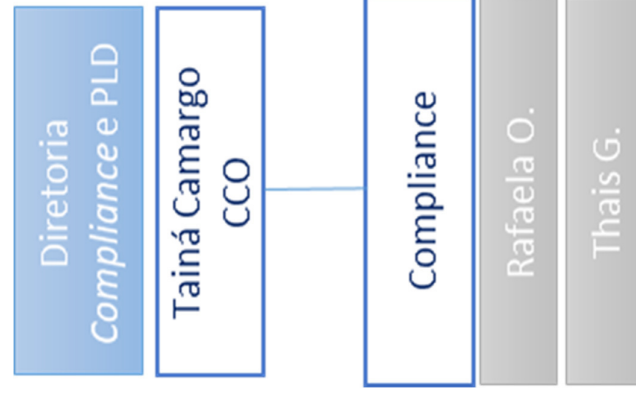 Diretoria
Compliance e PLD
Tainá Camargo
CCO
Compliance
Rafaela O.
Thais G.